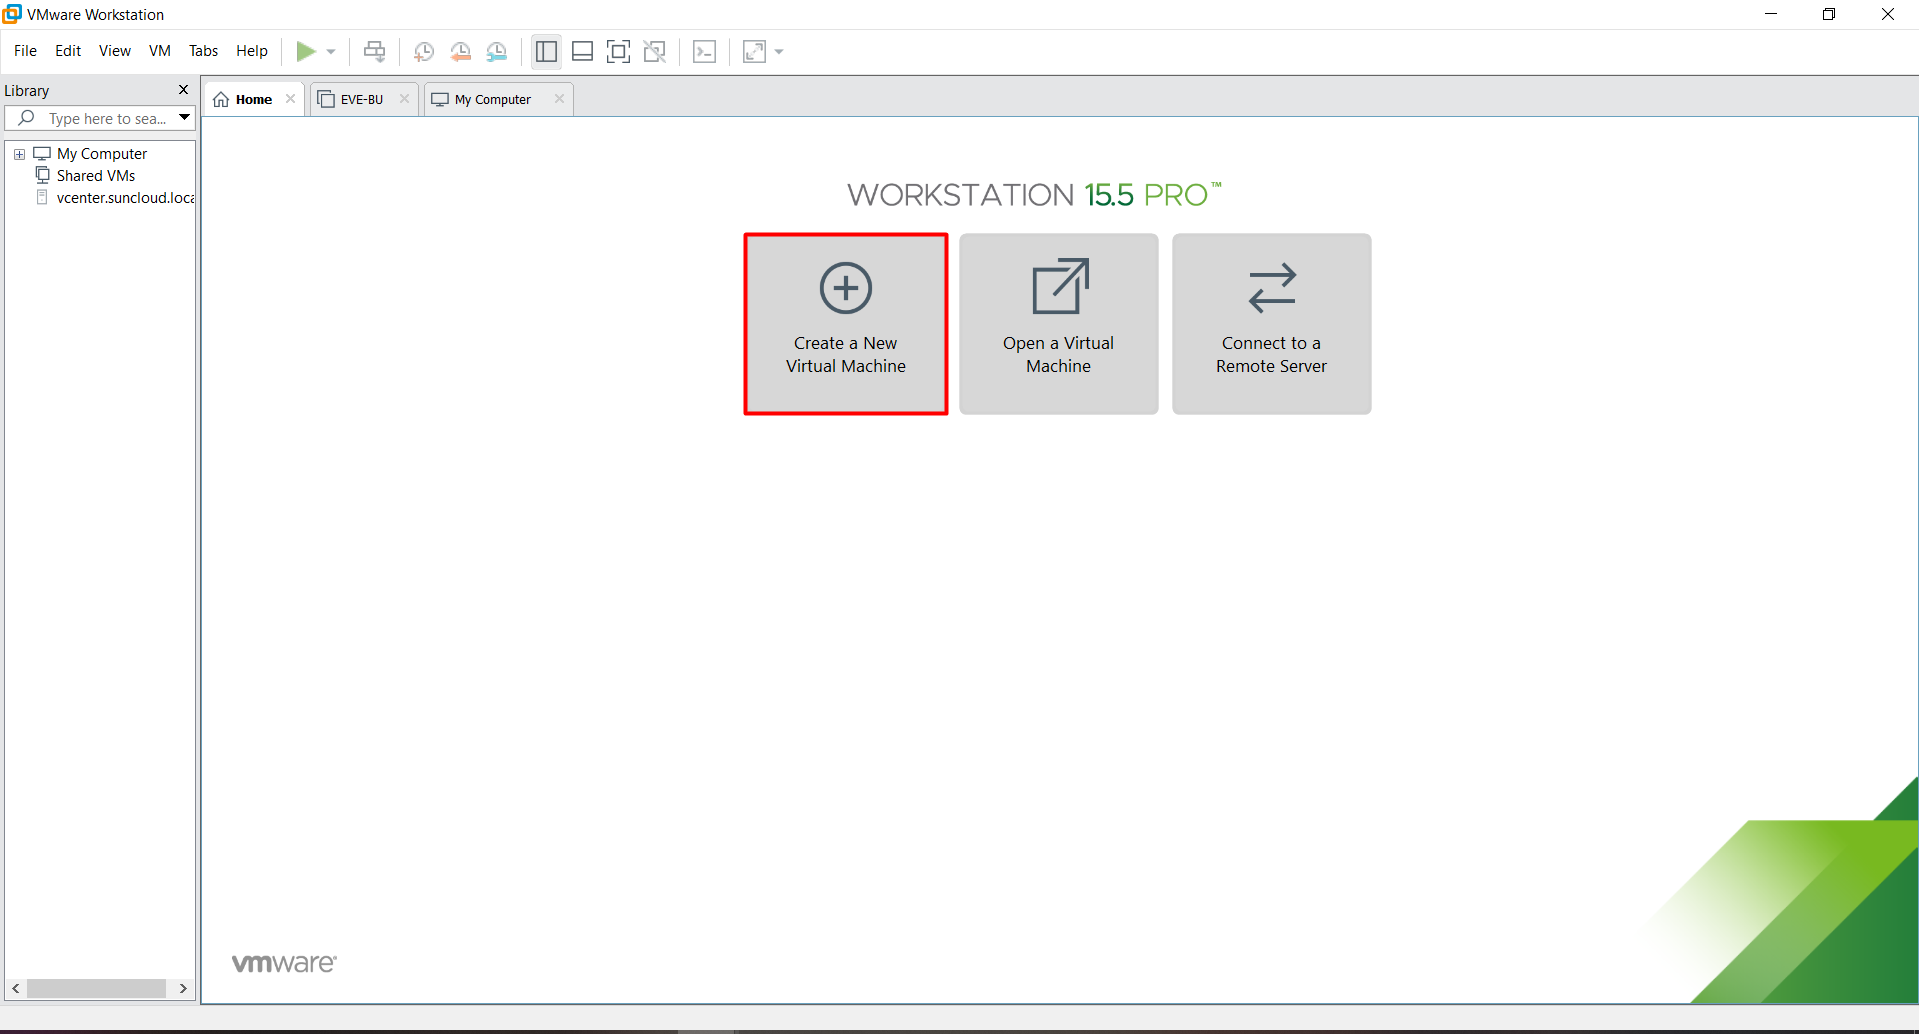 VMware Workstation
File Edit View VM Tabs Help
Library
Type here to sea...
My Computer
Shared VMs
vcenter.suncloud.loca
Home
EVE-BU
My Computer
WORKSTATION 15.5 PRO™
Create a New
Virtual Machine
Open a Virtual
Machine
Connect to a
Remote Server
vmware